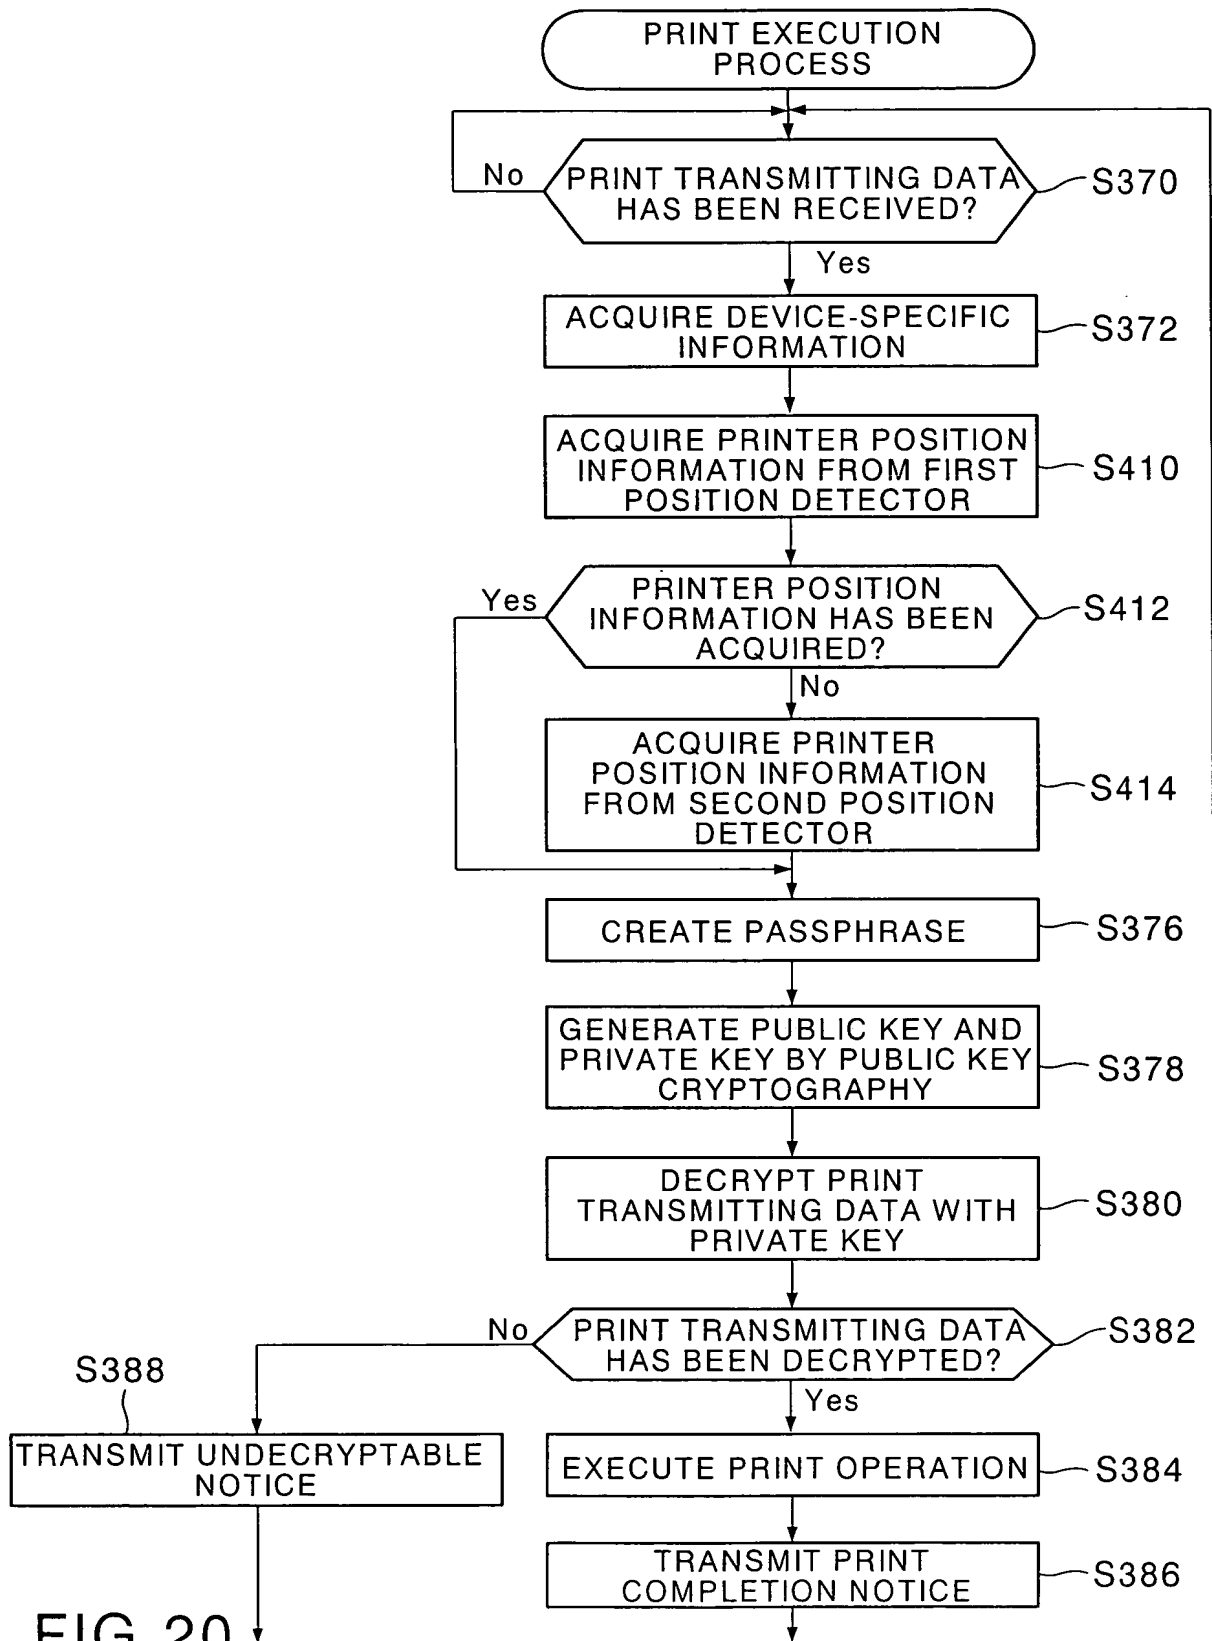 PRINT EXECUTION
PROCESS
No
PRINT TRANSMITTING DATA
HAS BEEN RECEIVED?
S370
Yes
ACQUIRE DEVICE-SPECIFIC
INFORMATION
S372
ACQUIRE PRINTER POSITION
INFORMATION FROM FIRST
POSITION DETECTOR
S410
Yes
PRINTER POSITION
INFORMATION HAS BEEN
ACQUIRED?
S412
No
ACQUIRE PRINTER
POSITION INFORMATION
FROM SECOND POSITION
DETECTOR
S414
CREATE PASSPHRASE
S376
GENERATE PUBLIC KEY AND
PRIVATE KEY BY PUBLIC KEY
CRYPTOGRAPHY
S378
DECRYPT PRINT
TRANSMITTING DATA WITH
PRIVATE KEY
S380
No
PRINT TRANSMITTING DATA
HAS BEEN DECRYPTED?
S382
S388
Yes
TRANSMIT UNDECRYPTABLE
NOTICE
EXECUTE PRINT OPERATION
S384
TRANSMIT PRINT
COMPLETION NOTICE
S386
FIG. 20